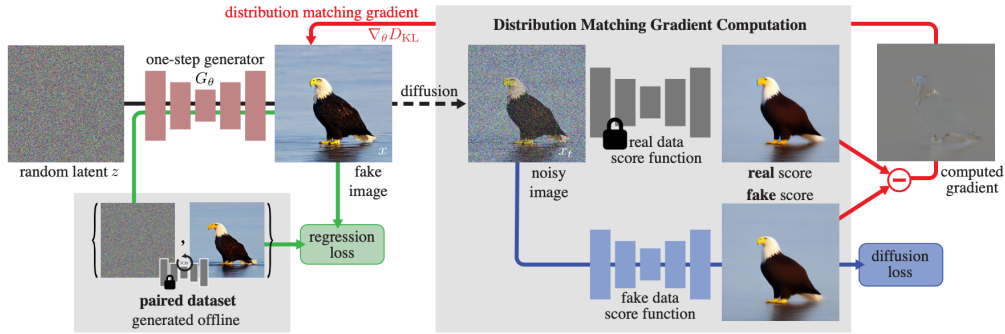 distribution matching gradient
∇θ DKL
Distribution Matching Gradient Computation
one-step generator
Gθ
diffusion
x
xt
random latent z
fake
image
noisy
image
real data
score function
real score
fake score
computed
gradient
regression
loss
paired dataset
generated offline
fake data
score function
diffusion
loss